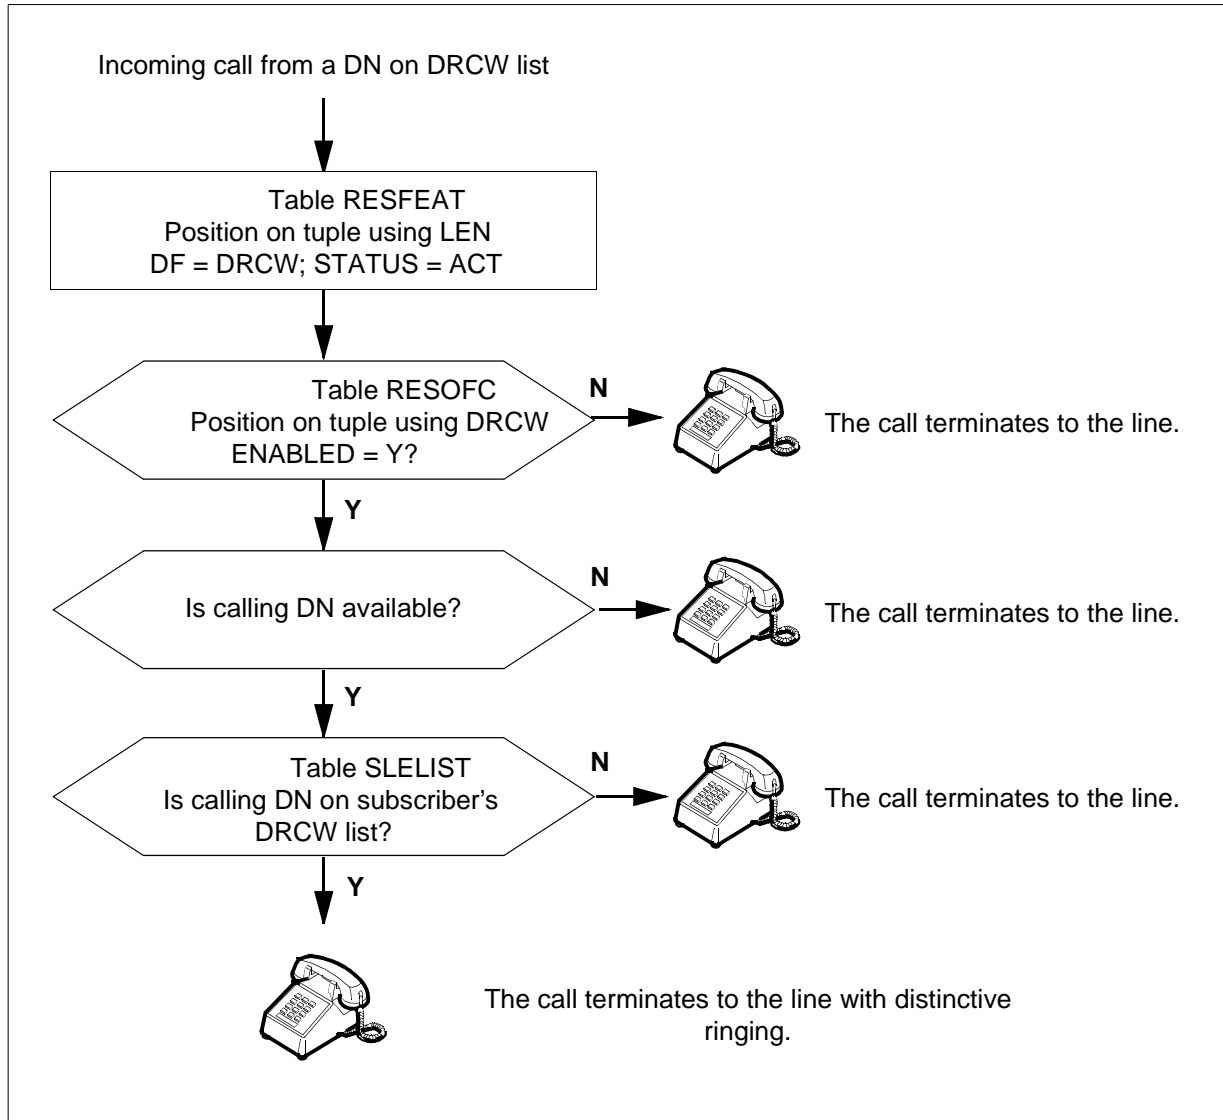 Incoming call from a DN on DRCW list
Table RESFEAT
Position on tuple using LEN
DF = DRCW; STATUS = ACT
Table RESOFC
Position on tuple using DRCW
ENABLED = Y?
N
The call terminates to the line.
Y
Is calling DN available?
N
The call terminates to the line.
Y
Table SLELIST
Is calling DN on subscriber's
DRCW list?
N
The call terminates to the line.
Y
The call terminates to the line with distinctive
ringing.